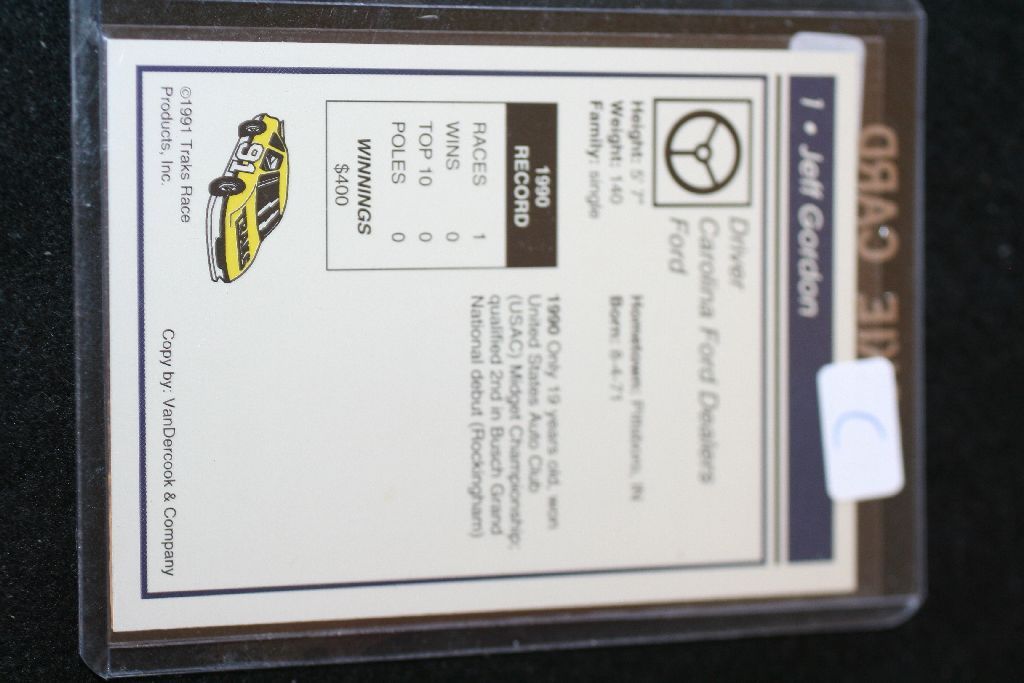 1 • Jeff Gordon
Driver
Carolina Ford Dealers
Ford
Height: 5' 7"
Weight: 140
Family: single
Hometown: Pittsboro, IN
Born: 8-4-71
1990
RECORD
RACES 1
WINS 0
TOP 10 0
POLES 0
WINNINGS
$400
1990 Only 19 years old, won
United States Auto Club
(USAC) Midget Championship;
qualified 2nd in Busch Grand
National debut (Rockingham)
91
TRAKS
©1991 Traks Race
Products, Inc.
Copy by: VanDercook & Company
C
CARD